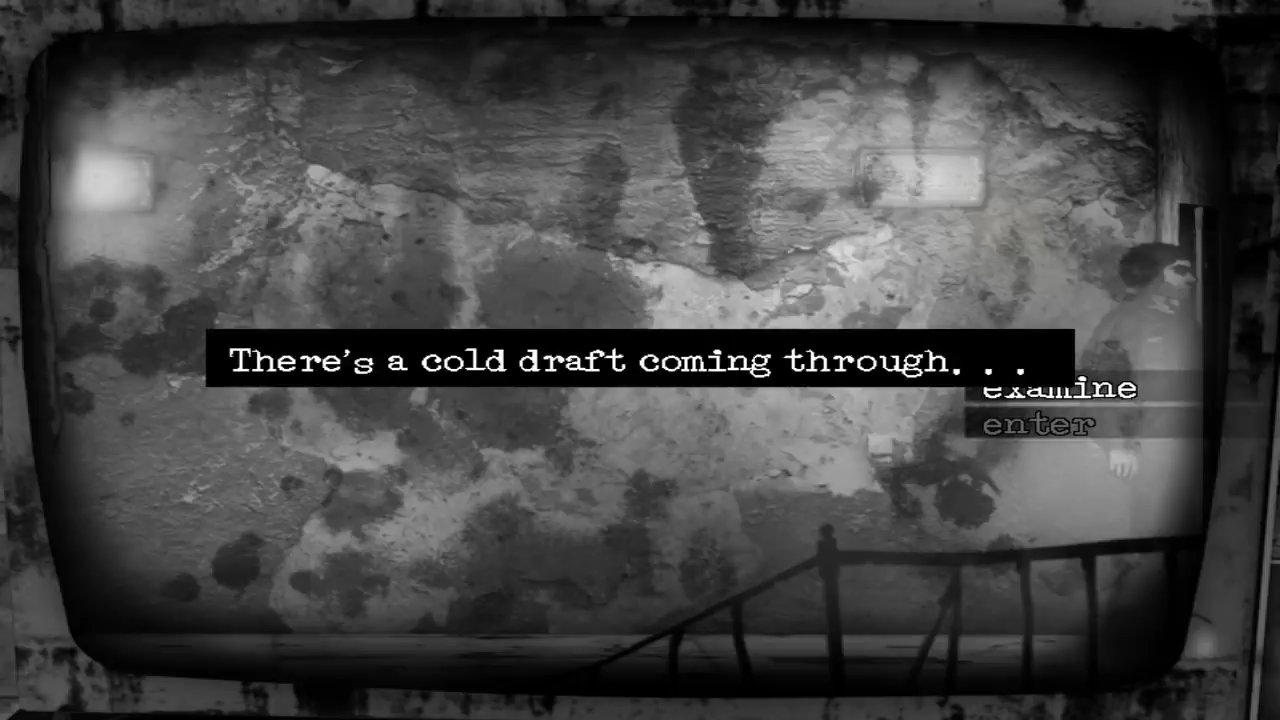 There's a cold draft coming through. . .
examine
enter